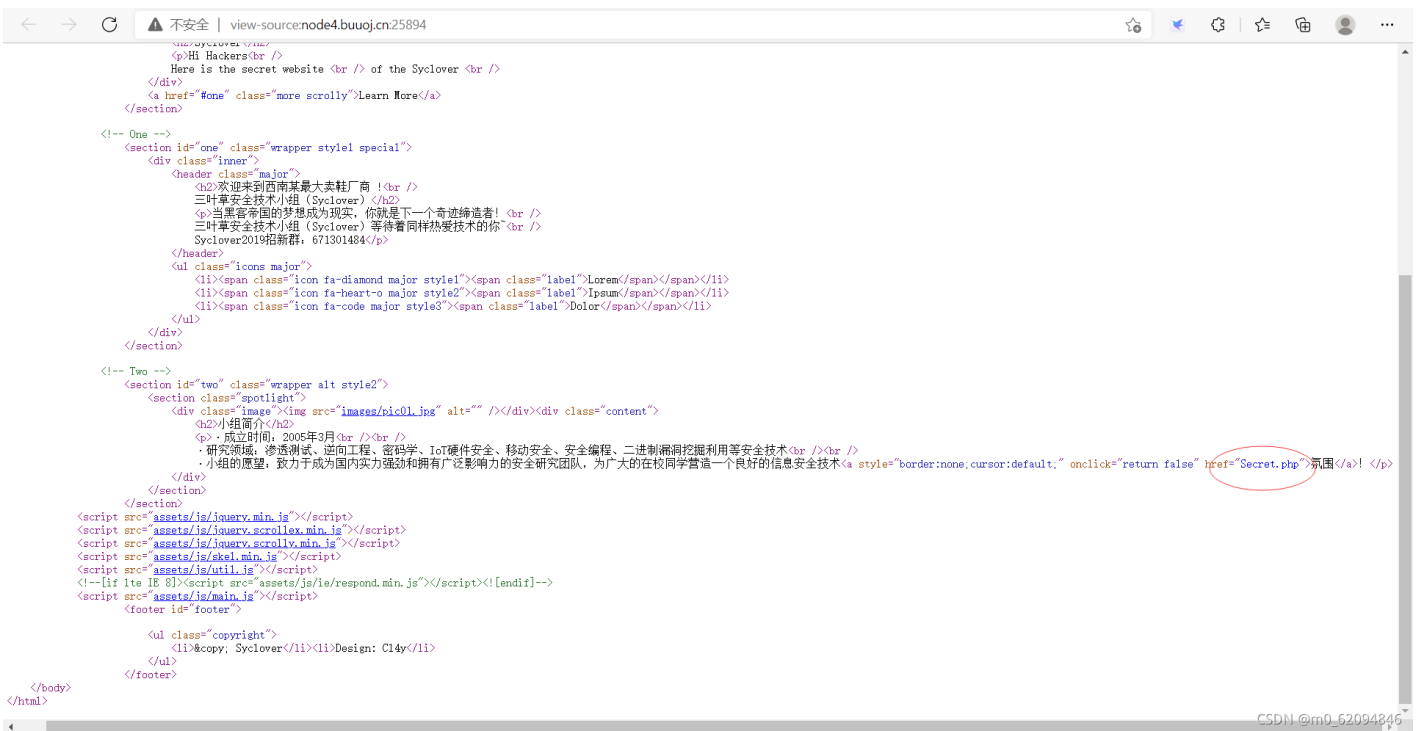 不安全 | view-source:node4.buuoj.cn:25894
<h2>Syclover</h2>
<p>Hi Hackers<br />
Here is the secret website <br /> of the Syclover <br />
</div>
<a href="#one" class="more scrolly">Learn More</a>
</section>
<!-- One -->
<section id="one" class="wrapper style1 special">
<div class="inner">
<header class="major">
<h2>欢迎来到西南某最大卖鞋厂商 !<br />
三叶草安全技术小组（Syclover）</h2>
<p>当黑客帝国的梦想成为现实，你就是下一个奇迹缔造者！<br />
三叶草安全技术小组（Syclover）等待着同样热爱技术的你~<br />
Syclover2019招新群：671301484</p>
</header>
<ul class="icons major">
<li><span class="icon fa-diamond major style1"><span class="label">Lorem</span></span></li>
<li><span class="icon fa-heart-o major style2"><span class="label">Ipsum</span></span></li>
<li><span class="icon fa-code major style3"><span class="label">Dolor</span></span></li>
</ul>
</div>
</section>
<!-- Two -->
<section id="two" class="wrapper alt style2">
<section class="spotlight">
<div class="image"><img src="images/pic01.jpg" alt="" /></div><div class="content">
<h2>小组简介</h2>
<p>·成立时间：2005年3月<br /><br />
·研究领域：渗透测试、逆向工程、密码学、IoT硬件安全、移动安全、安全编程、二进制漏洞挖掘利用等安全技术<br /><br />
·小组的愿望：致力于成为国内实力强劲和拥有广泛影响力的安全研究团队，为广大的在校同学营造一个良好的信息安全技术<a style="border:none;cursor:default;" onclick="return false" href="Secret.php">氛围</a>！</p>
</div>
</section>
</section>
<script src="assets/js/jquery.min.js"></script>
<script src="assets/js/jquery.scrollex.min.js"></script>
<script src="assets/js/jquery.scrolly.min.js"></script>
<script src="assets/js/skel.min.js"></script>
<script src="assets/js/util.js"></script>
<!--[if lte IE 8]><script src="assets/js/ie/respond.min.js"></script><![endif]-->
<script src="assets/js/main.js"></script>
<footer id="footer">
<ul class="copyright">
<li>&copy; Syclover</li><li>Design: Cl4y</li>
</ul>
</footer>
</body>
</html>
CSDN @m0_62094846